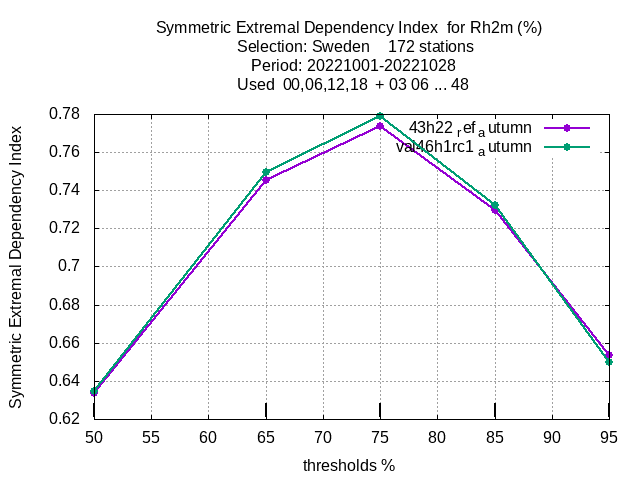 Symmetric Extremal Dependency Index for Rh2m (%)
Selection: Sweden 172 stations
Period: 20221001-20221028
Used 00,06,12,18 + 03 06 ... 48
Symmetric Extremal Dependency Index
0.78
0.76
0.74
0.72
0.7
0.68
0.66
0.64
0.62
43h22 ref autumn
val46h1rc1 autumn
50 55 60 65 70 75 80 85 90 95
thresholds %